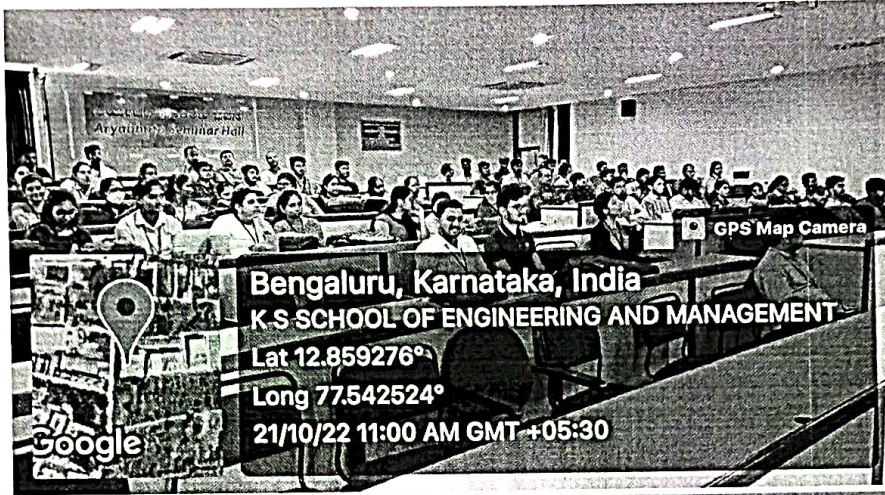 Aryabhata Seminar Hall
GPS Map Camera
Bengaluru, Karnataka, India
K S SCHOOL OF ENGINEERING AND MANAGEMENT
Lat 12.859276°
Long 77.542524°
21/10/22 11:00 AM GMT +05:30
Google